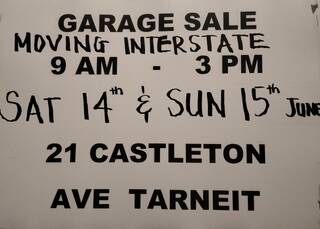 GARAGE SALE
MOVING INTERSTATE
9 AM - 3 PM
SAT 14th & SUN 15th JUNE
21 CASTLETON
AVE TARNEIT